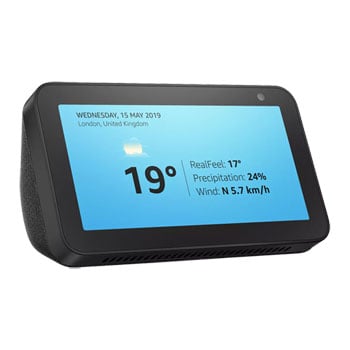 WEDNESDAY, 15 MAY 2019
London, United Kingdom
19°
RealFeel: 17°
Precipitation: 24%
Wind: N 5.7 km/h